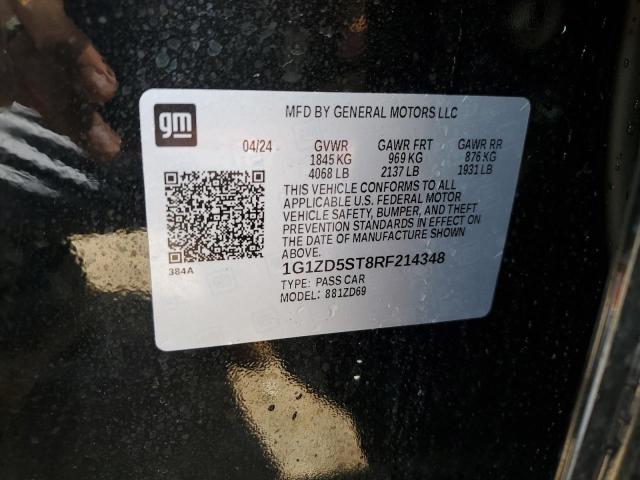 gm
MFD BY GENERAL MOTORS LLC
04/24 GVWR GAWR FRT GAWR RR
1845 KG 969 KG 876 KG
4068 LB 2137 LB 1931 LB
THIS VEHICLE CONFORMS TO ALL
APPLICABLE U.S. FEDERAL MOTOR
VEHICLE SAFETY, BUMPER, AND THEFT
PREVENTION STANDARDS IN EFFECT ON
THE DATE OF MANUFACTURE SHOWN
ABOVE.
384A
1G1ZD5ST8RF214348
TYPE: PASS CAR
MODEL: 881ZD69